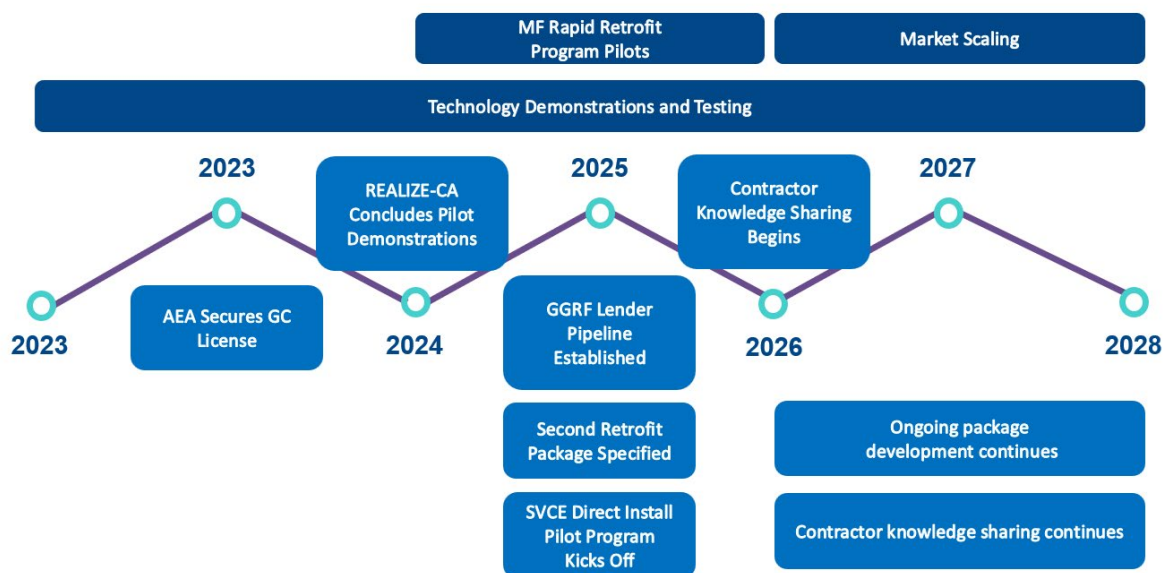 MF Rapid Retrofit
Program Pilots
Market Scaling
Technology Demonstrations and Testing
2023
2025
2027
REALIZE-CA
Concludes Pilot
Demonstrations
Contractor
Knowledge Sharing
Begins
AEA Secures GC
License
GGRF Lender
Pipeline
Established
2023
2024
2026
2028
Second Retrofit
Package Specified
Ongoing package
development continues
SVCE Direct Install
Pilot Program
Kicks Off
Contractor knowledge sharing continues